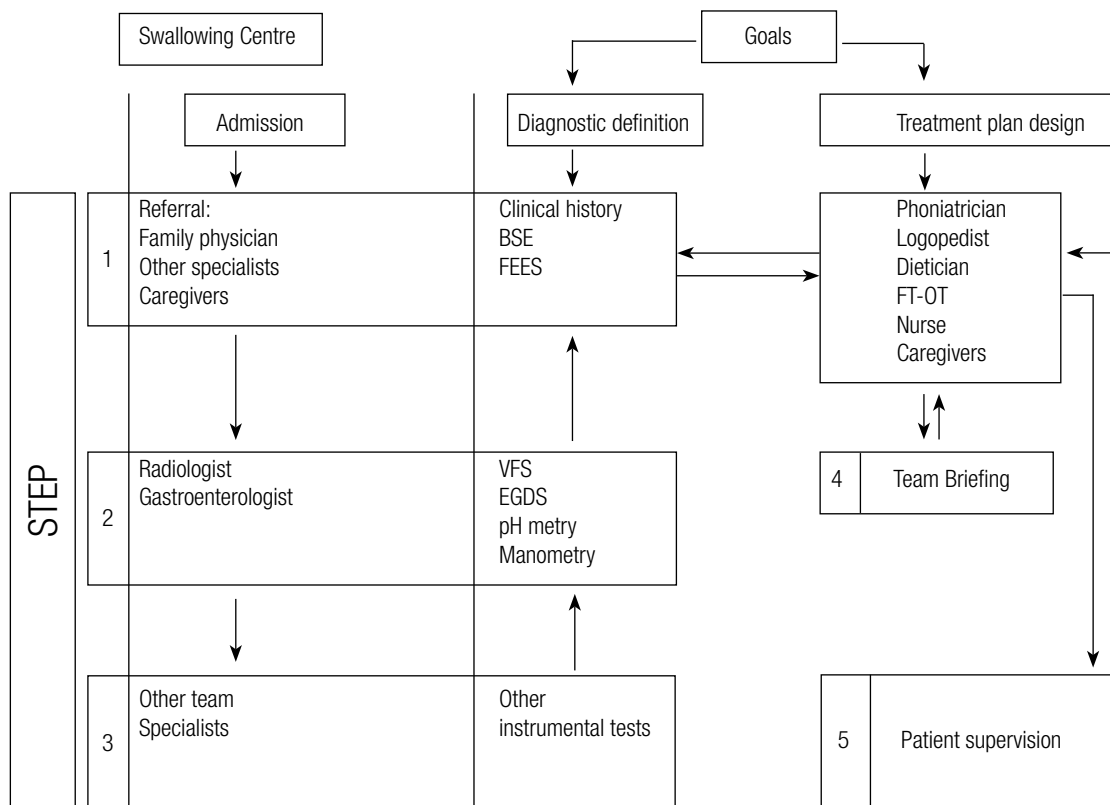 Swallowing Centre
Goals
Admission
Diagnostic definition
Treatment plan design
STEP
1
Referral:
Family physician
Other specialists
Caregivers
Clinical history
BSE
FEES
Phoniatrician
Logopedist
Dietician
FT-OT
Nurse
Caregivers
2
Radiologist
Gastroenterologist
VFS
EGDS
pH metry
Manometry
4
Team Briefing
3
Other team
Specialists
Other
instrumental tests
5
Patient supervision